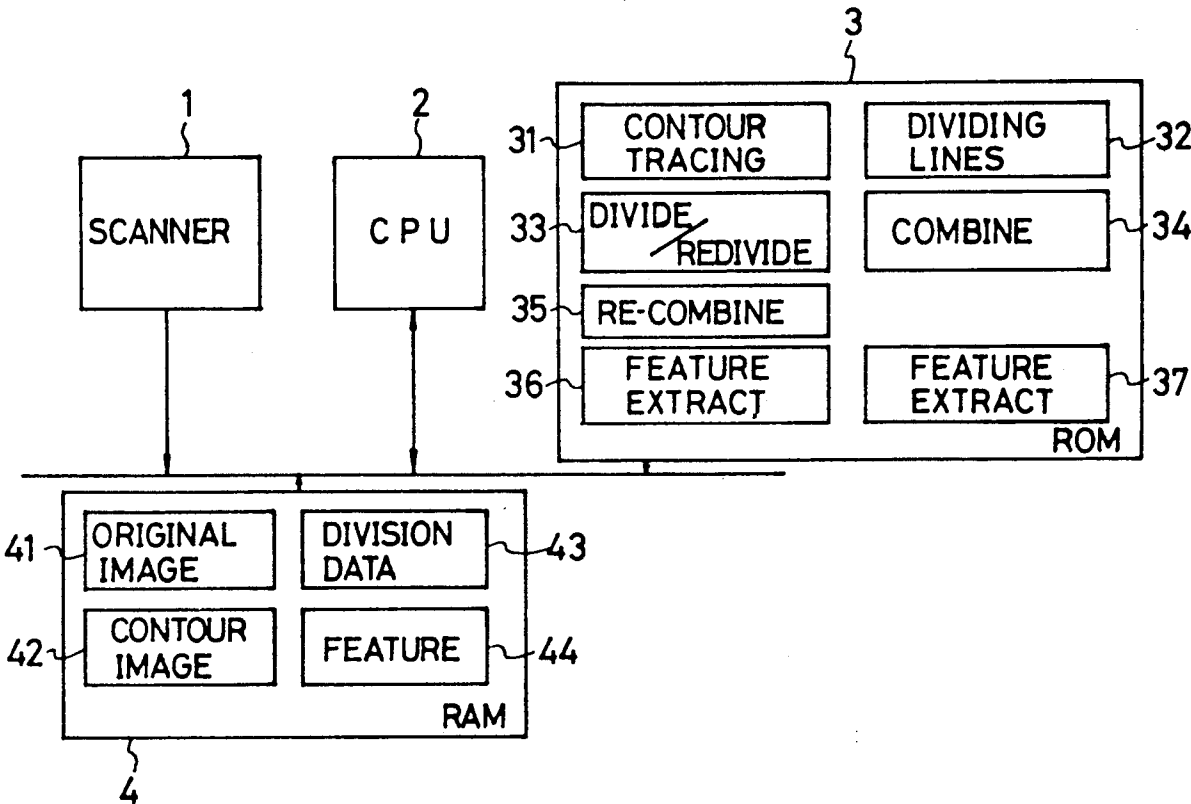 3
1
2
31
CONTOUR
TRACING
DIVIDING
LINES
32
SCANNER
CPU
33
DIVIDE
REDIVIDE
COMBINE
34
35
RE-COMBINE
36
FEATURE
EXTRACT
FEATURE
EXTRACT
37
ROM
41
ORIGINAL
IMAGE
DIVISION
DATA
43
42
CONTOUR
IMAGE
FEATURE
44
RAM
4